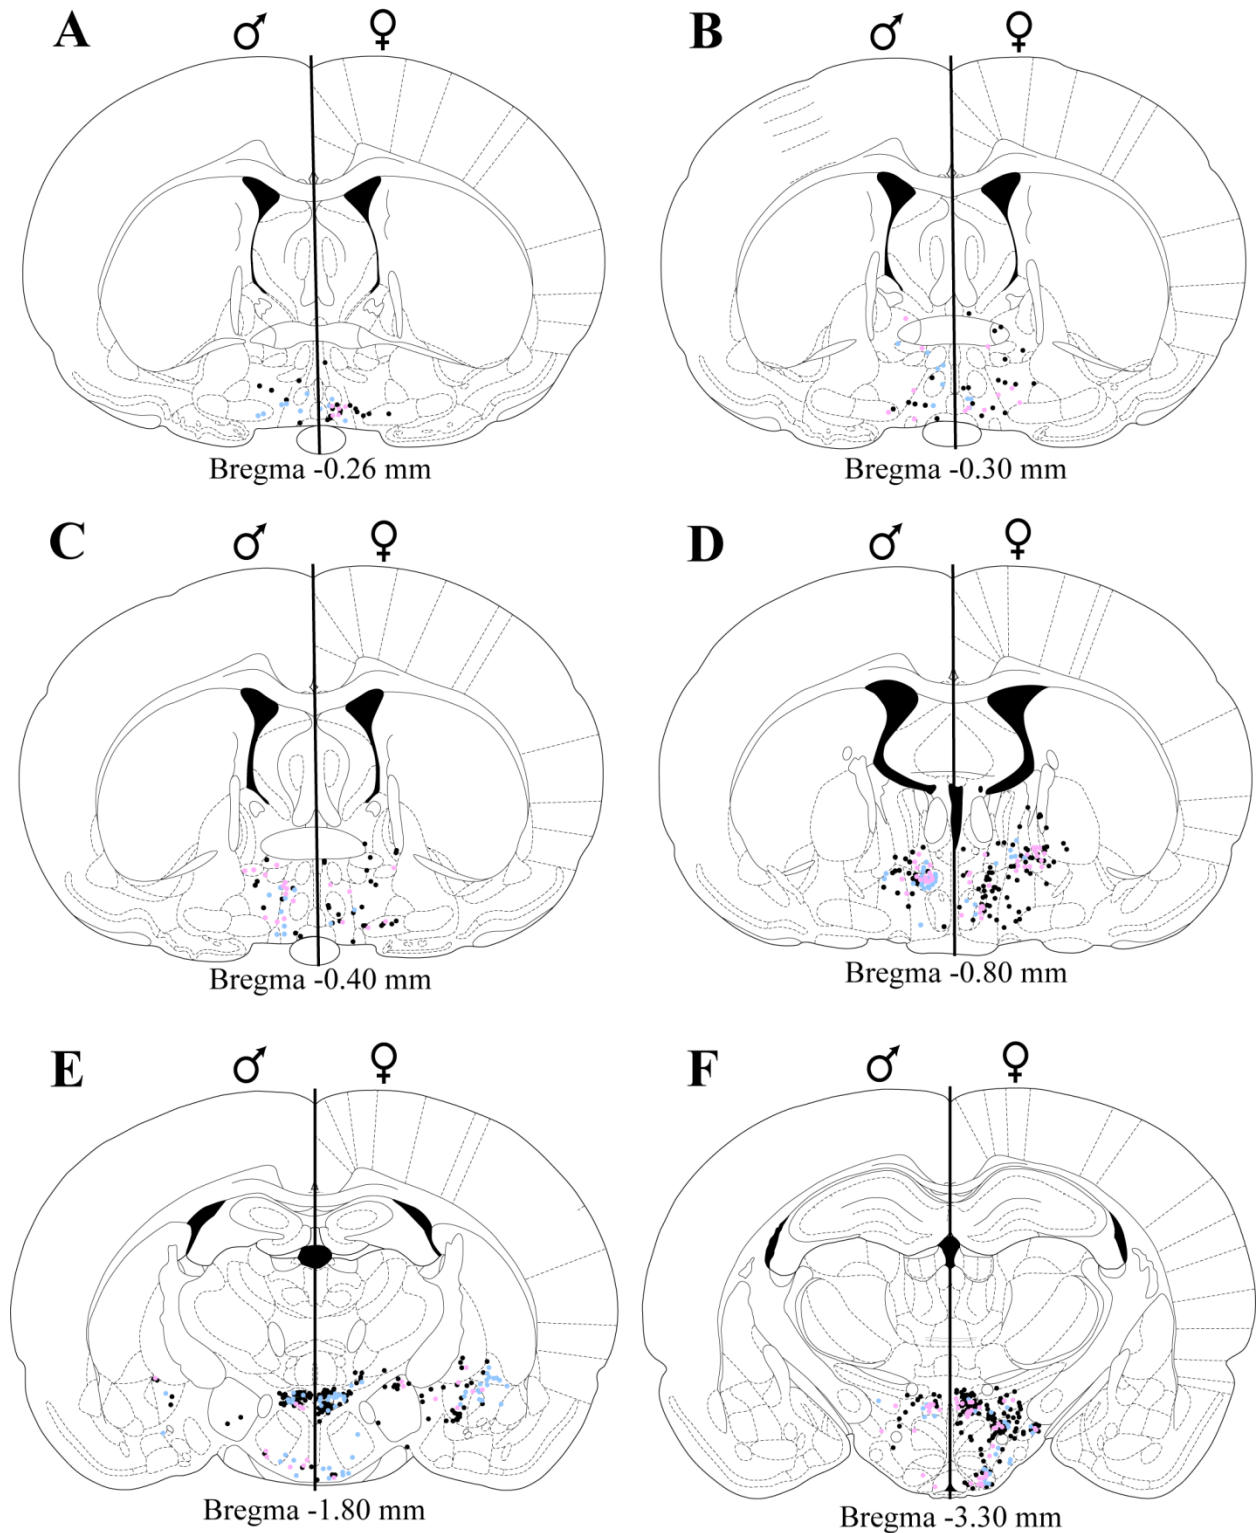 A ♂ ♀
B ♂ ♀
Bregma -0.26 mm
Bregma -0.30 mm
C ♂ ♀
D ♂ ♀
Bregma -0.40 mm
Bregma -0.80 mm
E ♂ ♀
F ♂ ♀
Bregma -1.80 mm
Bregma -3.30 mm